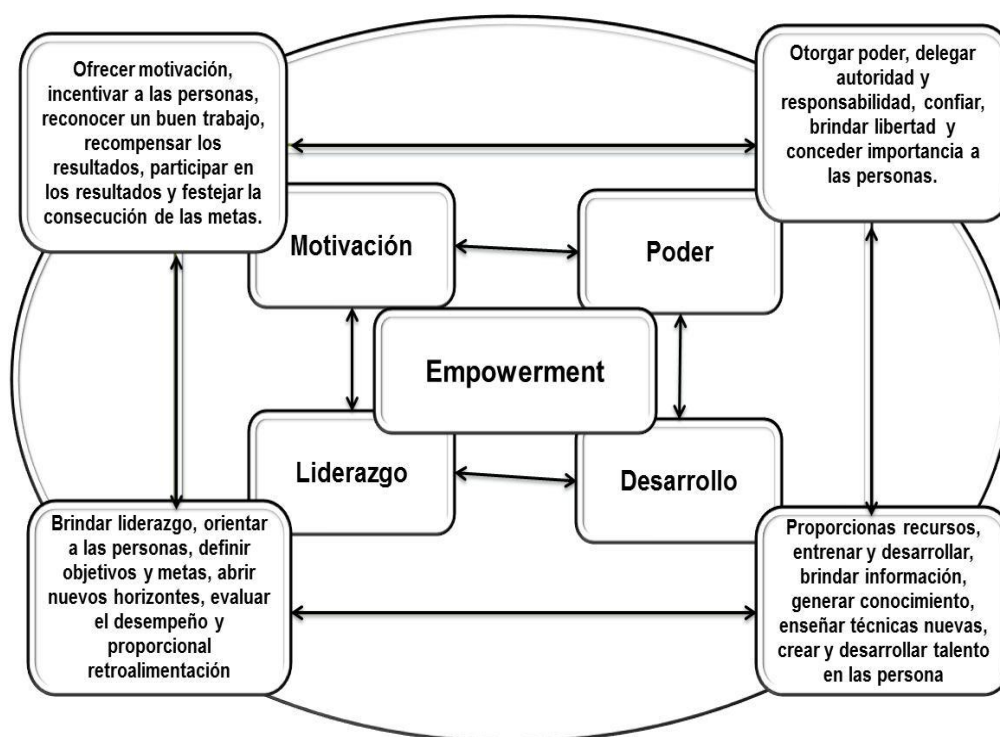 Ofrecer motivación,
incentivar a las personas,
reconocer un buen trabajo,
recompensar los
resultados, participar en
los resultados y festejar la
consecución de las metas.
Otorgar poder, delegar
autoridad y
responsabilidad, confiar,
brindar libertad y
conceder importancia a
las personas.
Motivación
Poder
Empowerment
Liderazgo
Desarrollo
Brindar liderazgo, orientar
a las personas, definir
objetivos y metas, abrir
nuevos horizontes, evaluar
el desempeño y
proporcional
retroalimentación
Proporcionas recursos,
entrenar y desarrollar,
brindar información,
generar conocimiento,
enseñar técnicas nuevas,
crear y desarrollar talento
en las persona